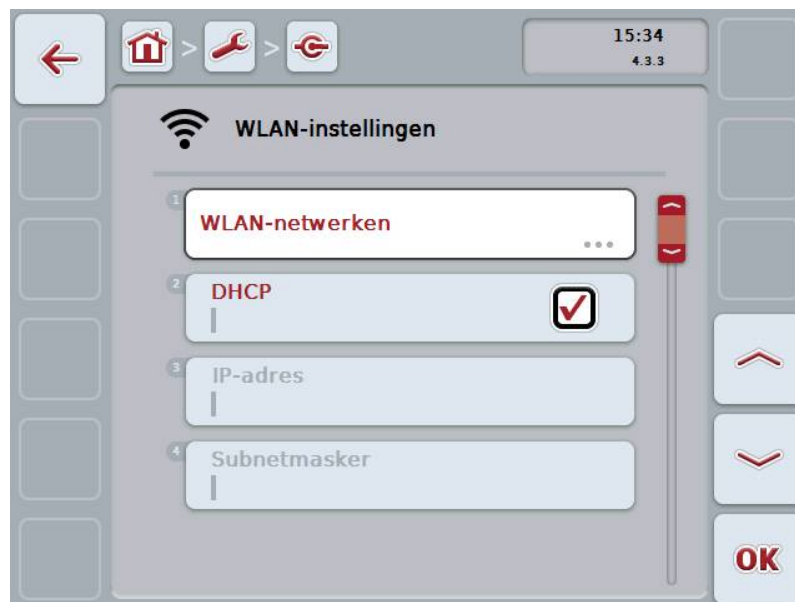 > >
15:34
4.3.3
WLAN-instellingen
1
WLAN-netwerken
...
2
DHCP
3
IP-adres
4
Subnetmasker
OK